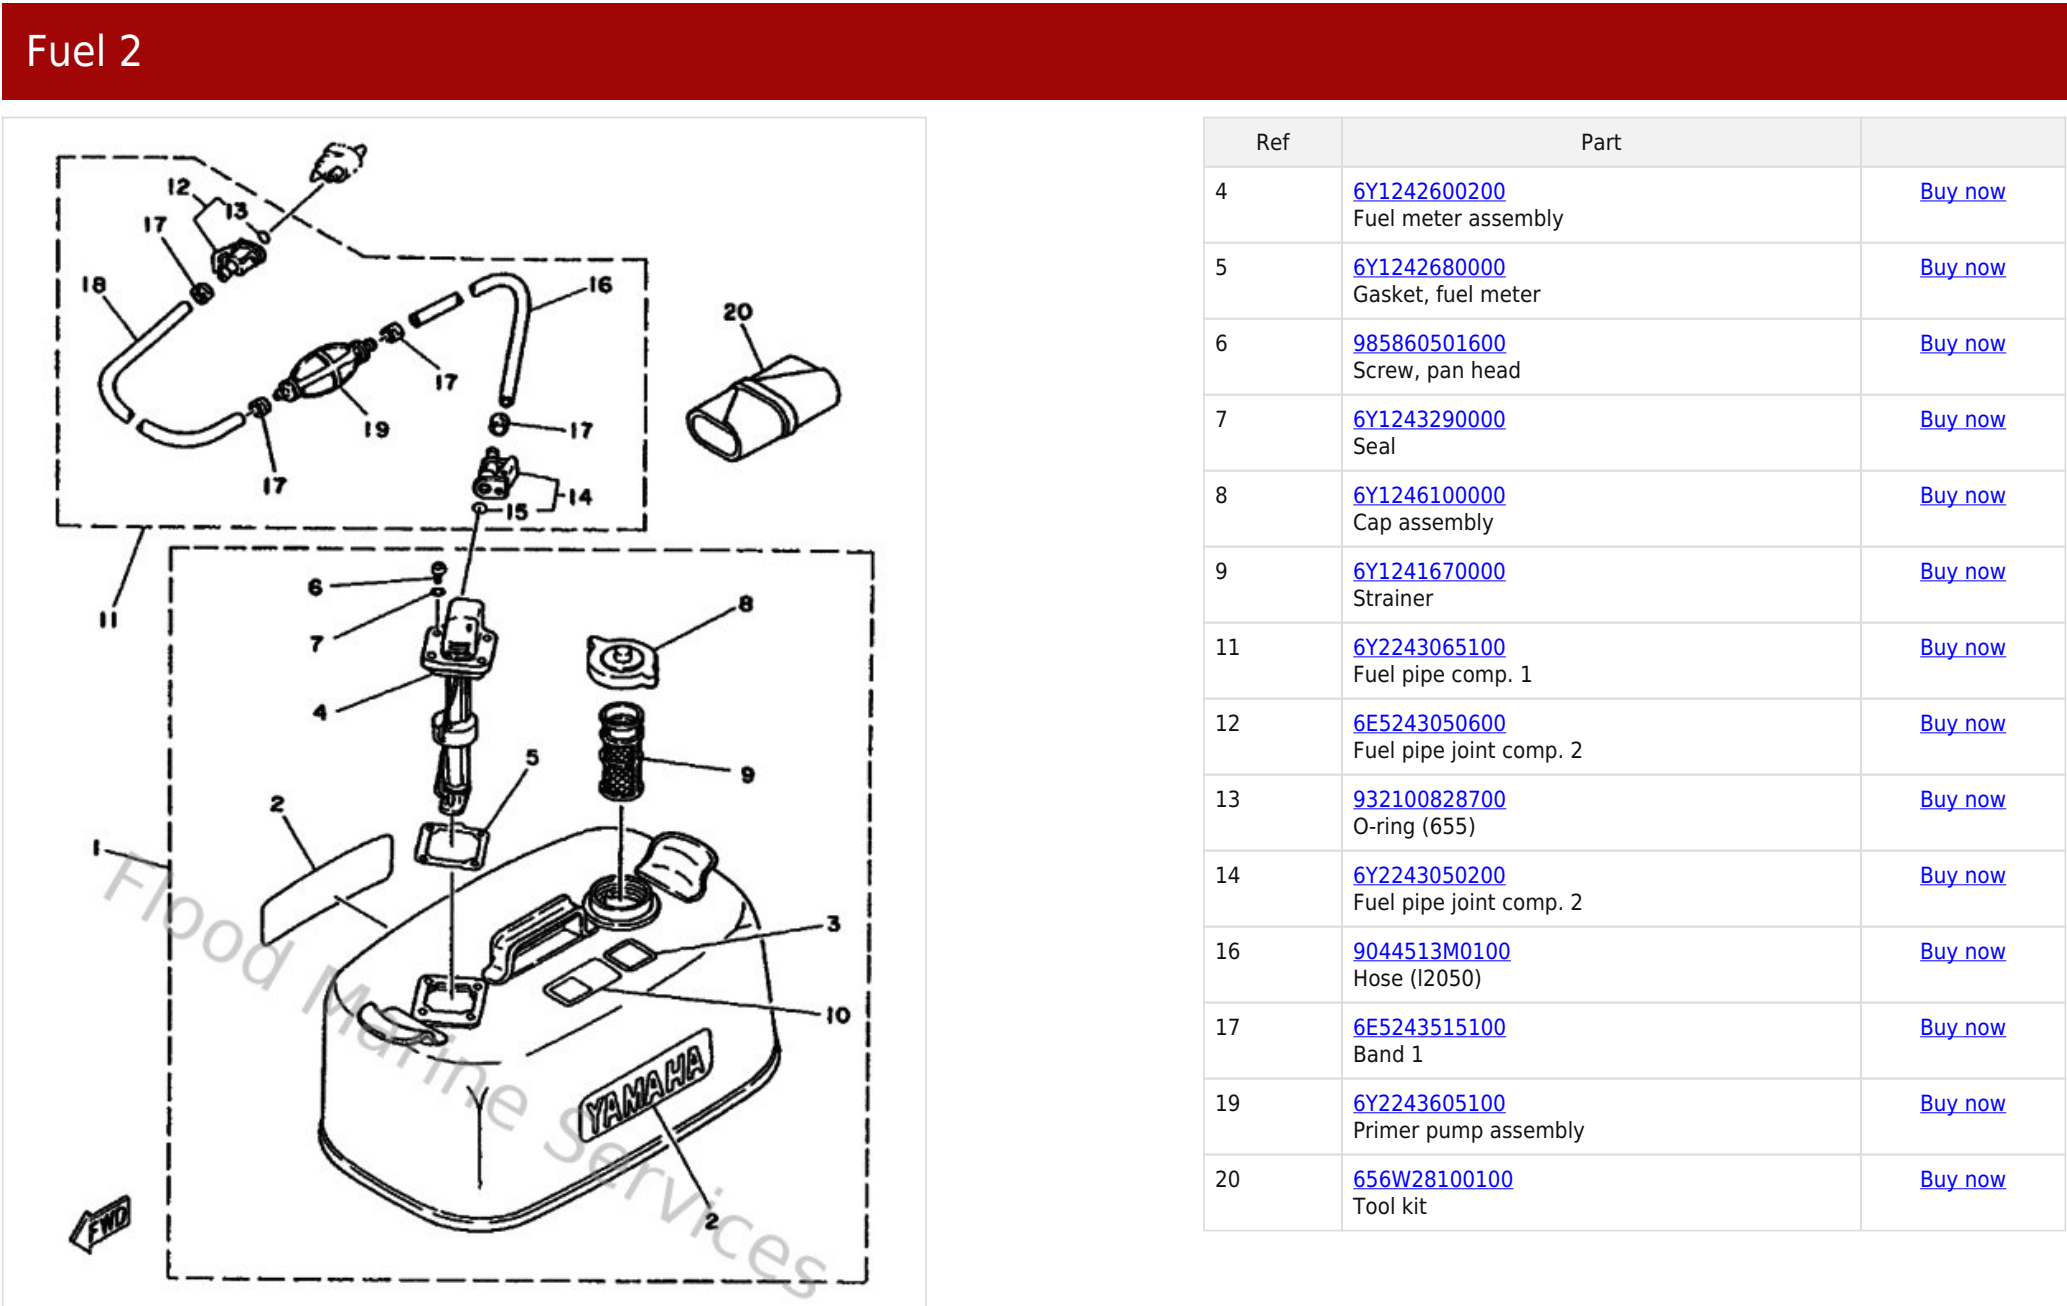 Fuel 2
12
13
17
18
16
20
17
19
17
17
14
15
6
11
7
8
4
5
9
2
1
3
10
YAMAHA
2
FWD
Flood Marine Services
Ref Part
4 6Y1242600200 Buy now
Fuel meter assembly
5 6Y1242680000 Buy now
Gasket, fuel meter
6 985860501600 Buy now
Screw, pan head
7 6Y1243290000 Buy now
Seal
8 6Y1246100000 Buy now
Cap assembly
9 6Y1241670000 Buy now
Strainer
11 6Y2243065100 Buy now
Fuel pipe comp. 1
12 6E5243050600 Buy now
Fuel pipe joint comp. 2
13 932100828700 Buy now
O-ring (655)
14 6Y2243050200 Buy now
Fuel pipe joint comp. 2
16 9044513M0100 Buy now
Hose (l2050)
17 6E5243515100 Buy now
Band 1
19 6Y2243605100 Buy now
Primer pump assembly
20 656W28100100 Buy now
Tool kit